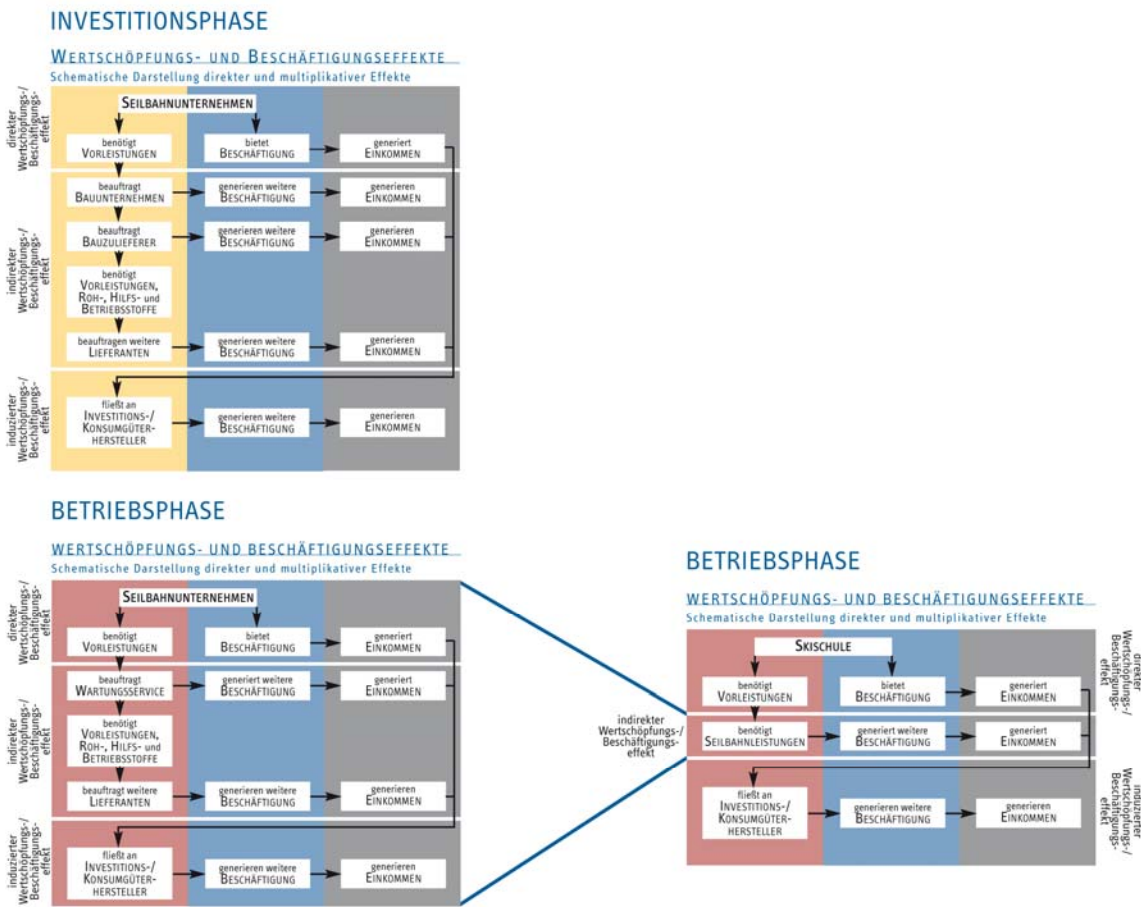 INVESTITIONSPHASE
WERTSCHÖPFUNGS- UND BESCHÄFTIGUNGSEFFEKTE
Schematische Darstellung direkter und multiplikativer Effekte
direkter
Wertschöpfungs-/
Beschäftigungs-
effekt
SEILBAHNUNTERNEHMEN
benötigt
VORLEISTUNGEN
bietet
BESCHÄFTIGUNG
generiert
EINKOMMEN
indirekter
Wertschöpfungs-/
Beschäftigungs-
effekt
beauftragt
BAUUNTERNEHMEN
generieren weitere
BESCHÄFTIGUNG
generieren
EINKOMMEN
beauftragt
BAUZULIEFERER
generieren weitere
BESCHÄFTIGUNG
generieren
EINKOMMEN
benötigt
VORLEISTUNGEN,
ROH-, HILFS- und
BETRIEBSSTOFFE
beauftragen weitere
LIEFERANTEN
generieren weitere
BESCHÄFTIGUNG
generieren
EINKOMMEN
induzierter
Wertschöpfungs-/
Beschäftigungs-
effekt
fließt an
INVESTITIONS-/
KONSUMGÜTER-
HERSTELLER
generieren weitere
BESCHÄFTIGUNG
generieren
EINKOMMEN
BETRIEBSPHASE
WERTSCHÖPFUNGS- UND BESCHÄFTIGUNGSEFFEKTE
Schematische Darstellung direkter und multiplikativer Effekte
direkter
Wertschöpfungs-/
Beschäftigungs-
effekt
SEILBAHNUNTERNEHMEN
benötigt
VORLEISTUNGEN
bietet
BESCHÄFTIGUNG
generiert
EINKOMMEN
indirekter
Wertschöpfungs-/
Beschäftigungs-
effekt
beauftragt
WARTUNGSSERVICE
generiert weitere
BESCHÄFTIGUNG
generieren
EINKOMMEN
benötigt
VORLEISTUNGEN,
ROH-, HILFS- und
BETRIEBSSTOFFE
beauftragt weitere
LIEFERANTEN
generieren weitere
BESCHÄFTIGUNG
generieren
EINKOMMEN
induzierter
Wertschöpfungs-/
Beschäftigungs-
effekt
fließt an
INVESTITIONS-/
KONSUMGÜTER-
HERSTELLER
generieren weitere
BESCHÄFTIGUNG
generieren
EINKOMMEN
BETRIEBSPHASE
WERTSCHÖPFUNGS- UND BESCHÄFTIGUNGSEFFEKTE
Schematische Darstellung direkter und multiplikativer Effekte
SKISCHULE
benötigt
VORLEISTUNGEN
bietet
BESCHÄFTIGUNG
generiert
EINKOMMEN
direkter
Wertschöpfungs-/
Beschäftigungs-
effekt
indirekter
Wertschöpfungs-/
Beschäftigungs-
effekt
benötigt
SEILBAHNLEISTUNGEN
generiert weitere
BESCHÄFTIGUNG
generiert
EINKOMMEN
fließt an
INVESTITIONS-/
KONSUMGÜTER-
HERSTELLER
generieren weitere
BESCHÄFTIGUNG
generieren
EINKOMMEN
induzierter
Wertschöpfungs-/
Beschäftigungs-
effekt